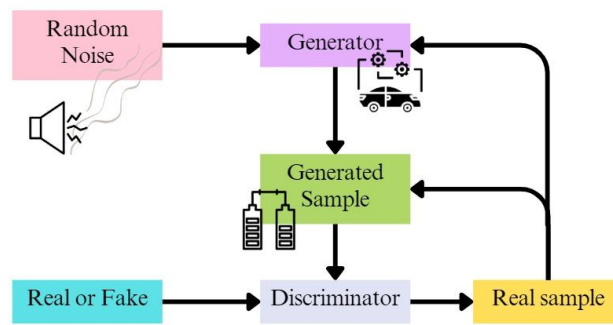 Random
Noise
Generator
Generated
Sample
Real or Fake
Discriminator
Real sample